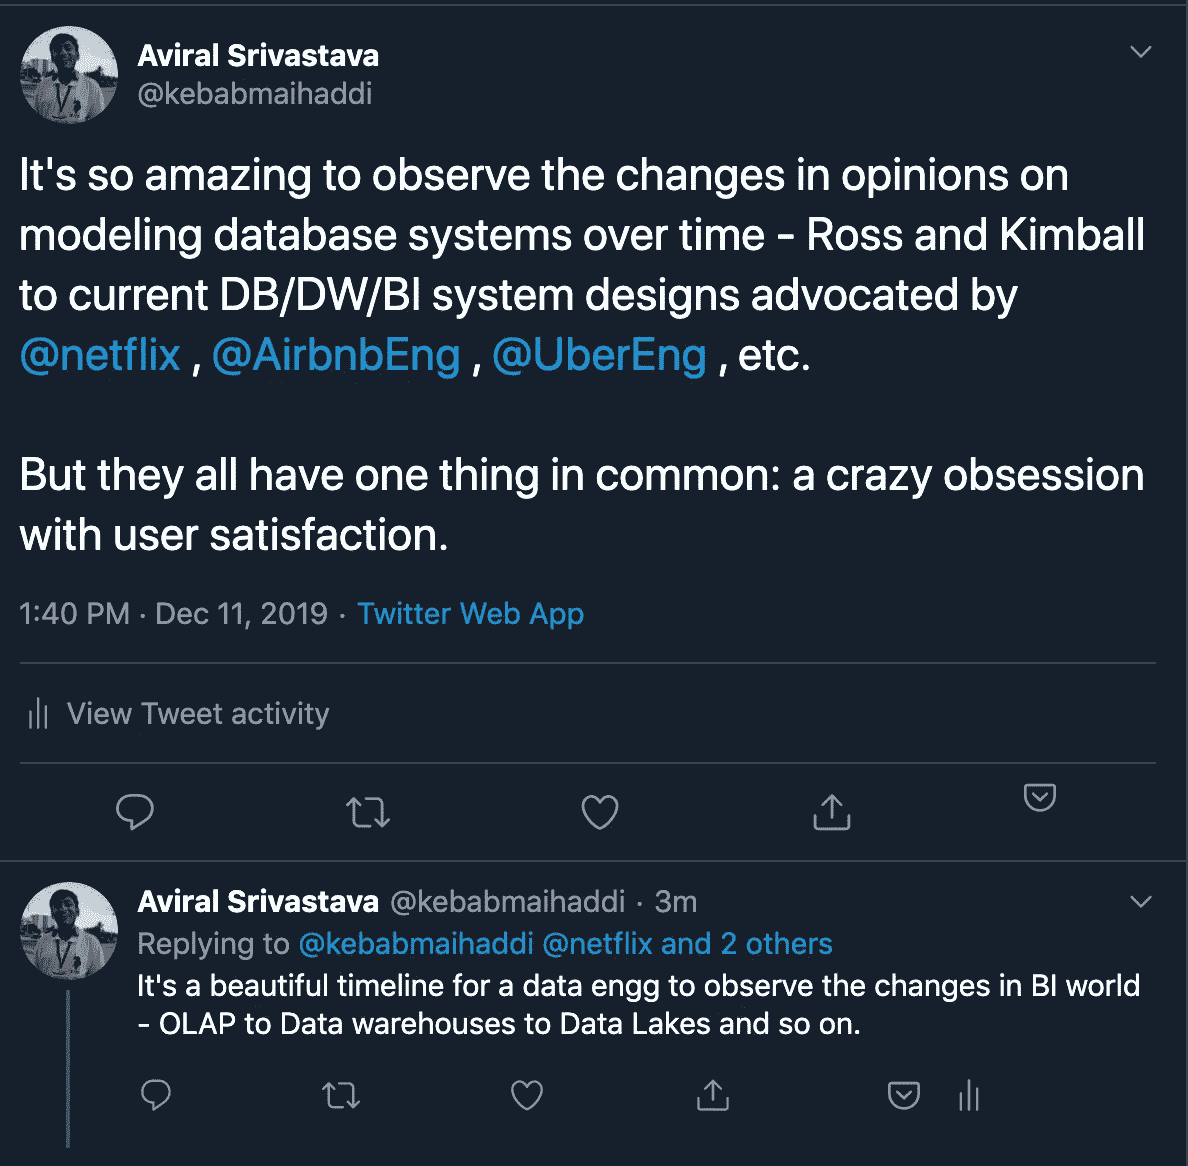 Aviral Srivastava
@kebabmaihaddi
It's so amazing to observe the changes in opinions on
modeling database systems over time - Ross and Kimball
to current DB/DW/BI system designs advocated by
@netflix , @AirbnbEng , @UberEng , etc.
But they all have one thing in common: a crazy obsession
with user satisfaction.
1:40 PM · Dec 11, 2019 · Twitter Web App
View Tweet activity
Aviral Srivastava @kebabmaihaddi · 3m
Replying to @kebabmaihaddi @netflix and 2 others
It's a beautiful timeline for a data engg to observe the changes in BI world
- OLAP to Data warehouses to Data Lakes and so on.